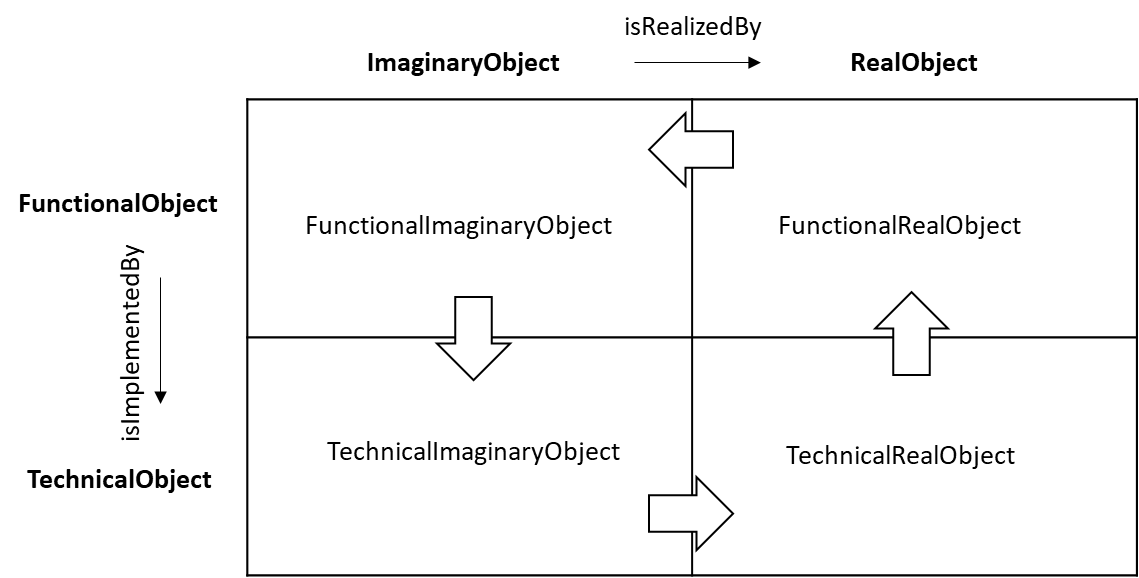 isRealizedBy
ImaginaryObject
RealObject
FunctionalObject
FunctionalImaginaryObject
FunctionalRealObject
isImplementedBy
TechnicalImaginaryObject
TechnicalRealObject
TechnicalObject